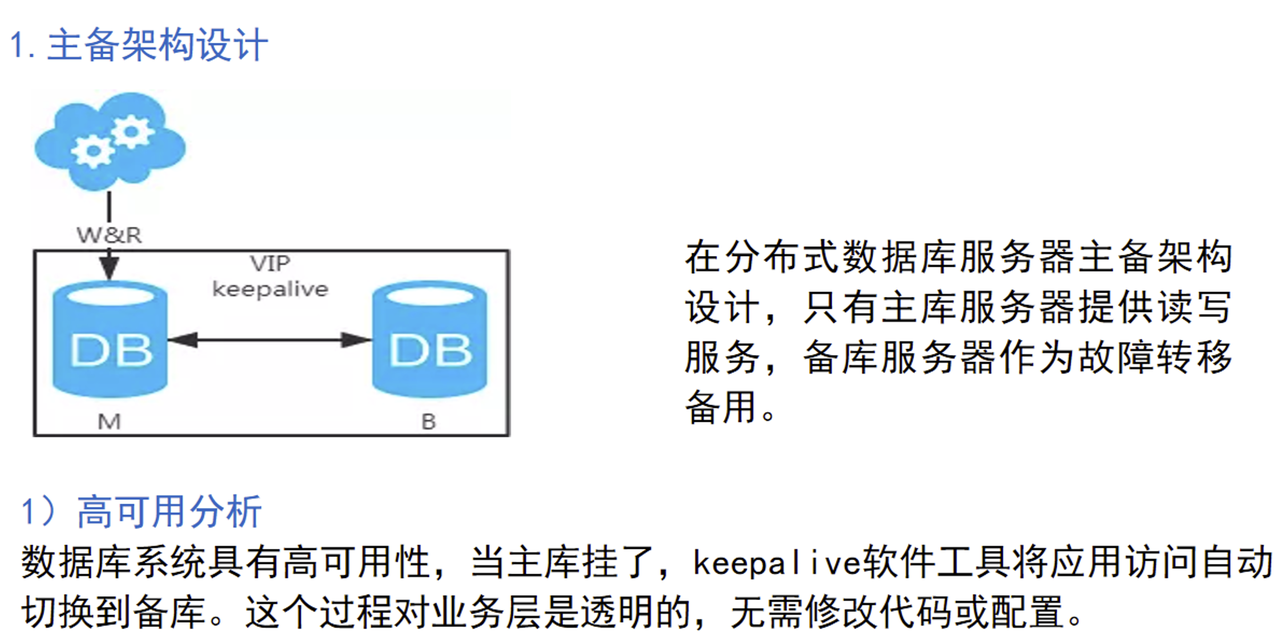 1. 主备架构设计
W&R
VIP
keepalive
DB
DB
M
B
在分布式数据库服务器主备架构
设计，只有主库服务器提供读写
服务，备库服务器作为故障转移
备用。
1）高可用分析
数据库系统具有高可用性，当主库挂了，keepalive软件工具将应用访问自动
切换到备库。这个过程对业务层是透明的，无需修改代码或配置。